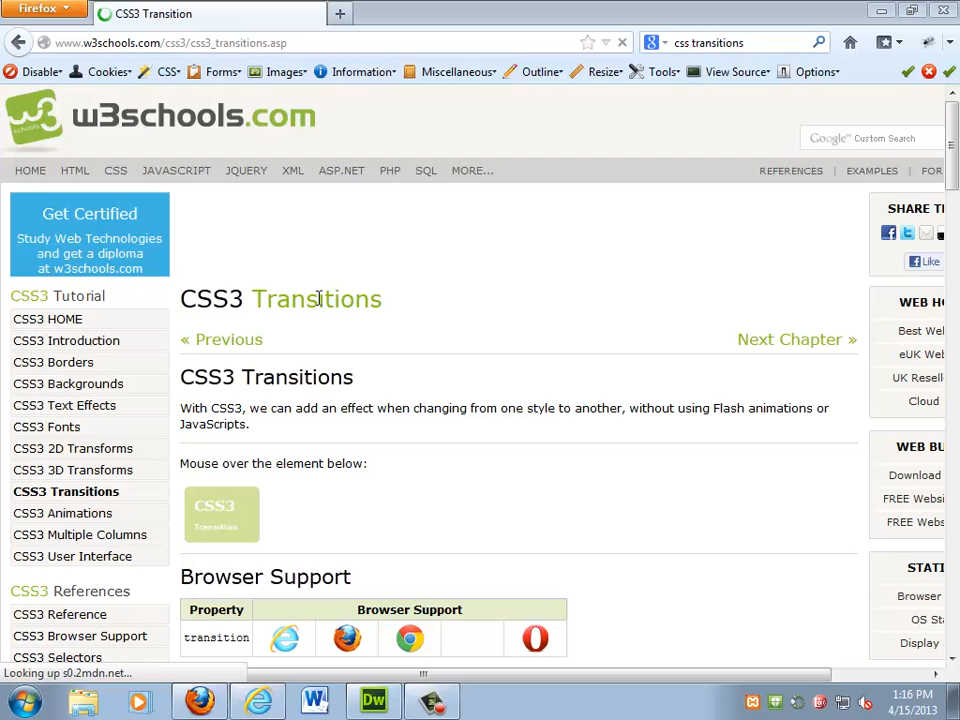 Firefox
CSS3 Transition
www.w3schools.com/css3/css3_transitions.asp
css transitions
Disable
Cookies
CSS
Forms
Images
Information
Miscellaneous
Outline
Resize
Tools
View Source
Options
w3schools.com
Google™ Custom Search
HOME HTML CSS JAVASCRIPT JQUERY XML ASP.NET PHP SQL MORE...
REFERENCES | EXAMPLES | FOR
Get Certified
Study Web Technologies
and get a diploma
at w3schools.com
CSS3 Tutorial
CSS3 HOME
CSS3 Introduction
CSS3 Borders
CSS3 Backgrounds
CSS3 Text Effects
CSS3 Fonts
CSS3 2D Transforms
CSS3 3D Transforms
CSS3 Transitions
CSS3 Animations
CSS3 Multiple Columns
CSS3 User Interface
CSS3 References
CSS3 Reference
CSS3 Browser Support
CSS3 Selectors
CSS3 Transitions
« Previous
Next Chapter »
CSS3 Transitions
With CSS3, we can add an effect when changing from one style to another, without using Flash animations or
JavaScripts.
Mouse over the element below:
CSS3
Transition
Browser Support
Property Browser Support
transition
SHARE T
Like
WEB H
Best We
eUK We
UK Resel
Cloud
WEB BU
Download
FREE Websi
FREE Webs
STATI
Browser
OS St
Display
Looking up s0.2mdn.net...
1:16 PM
4/15/2013